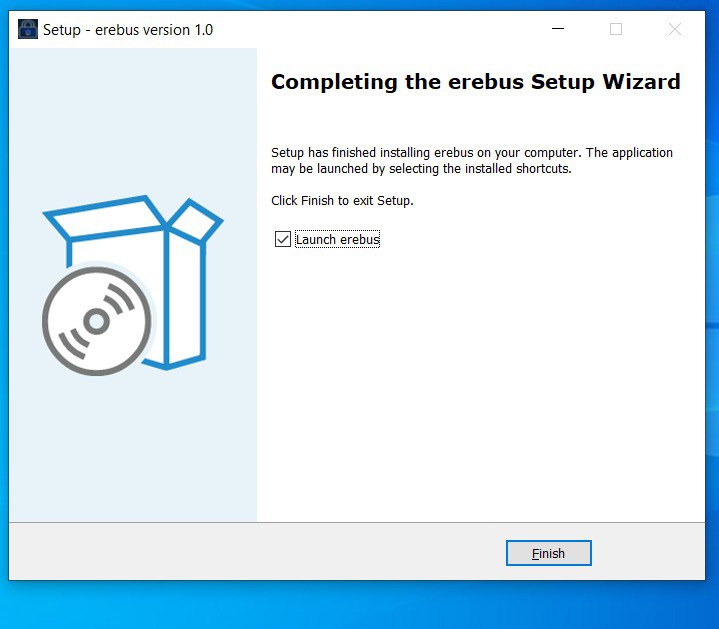 Setup - erebus version 1.0
Completing the erebus Setup Wizard
Setup has finished installing erebus on your computer. The application
may be launched by selecting the installed shortcuts.
Click Finish to exit Setup.
Launch erebus
Finish